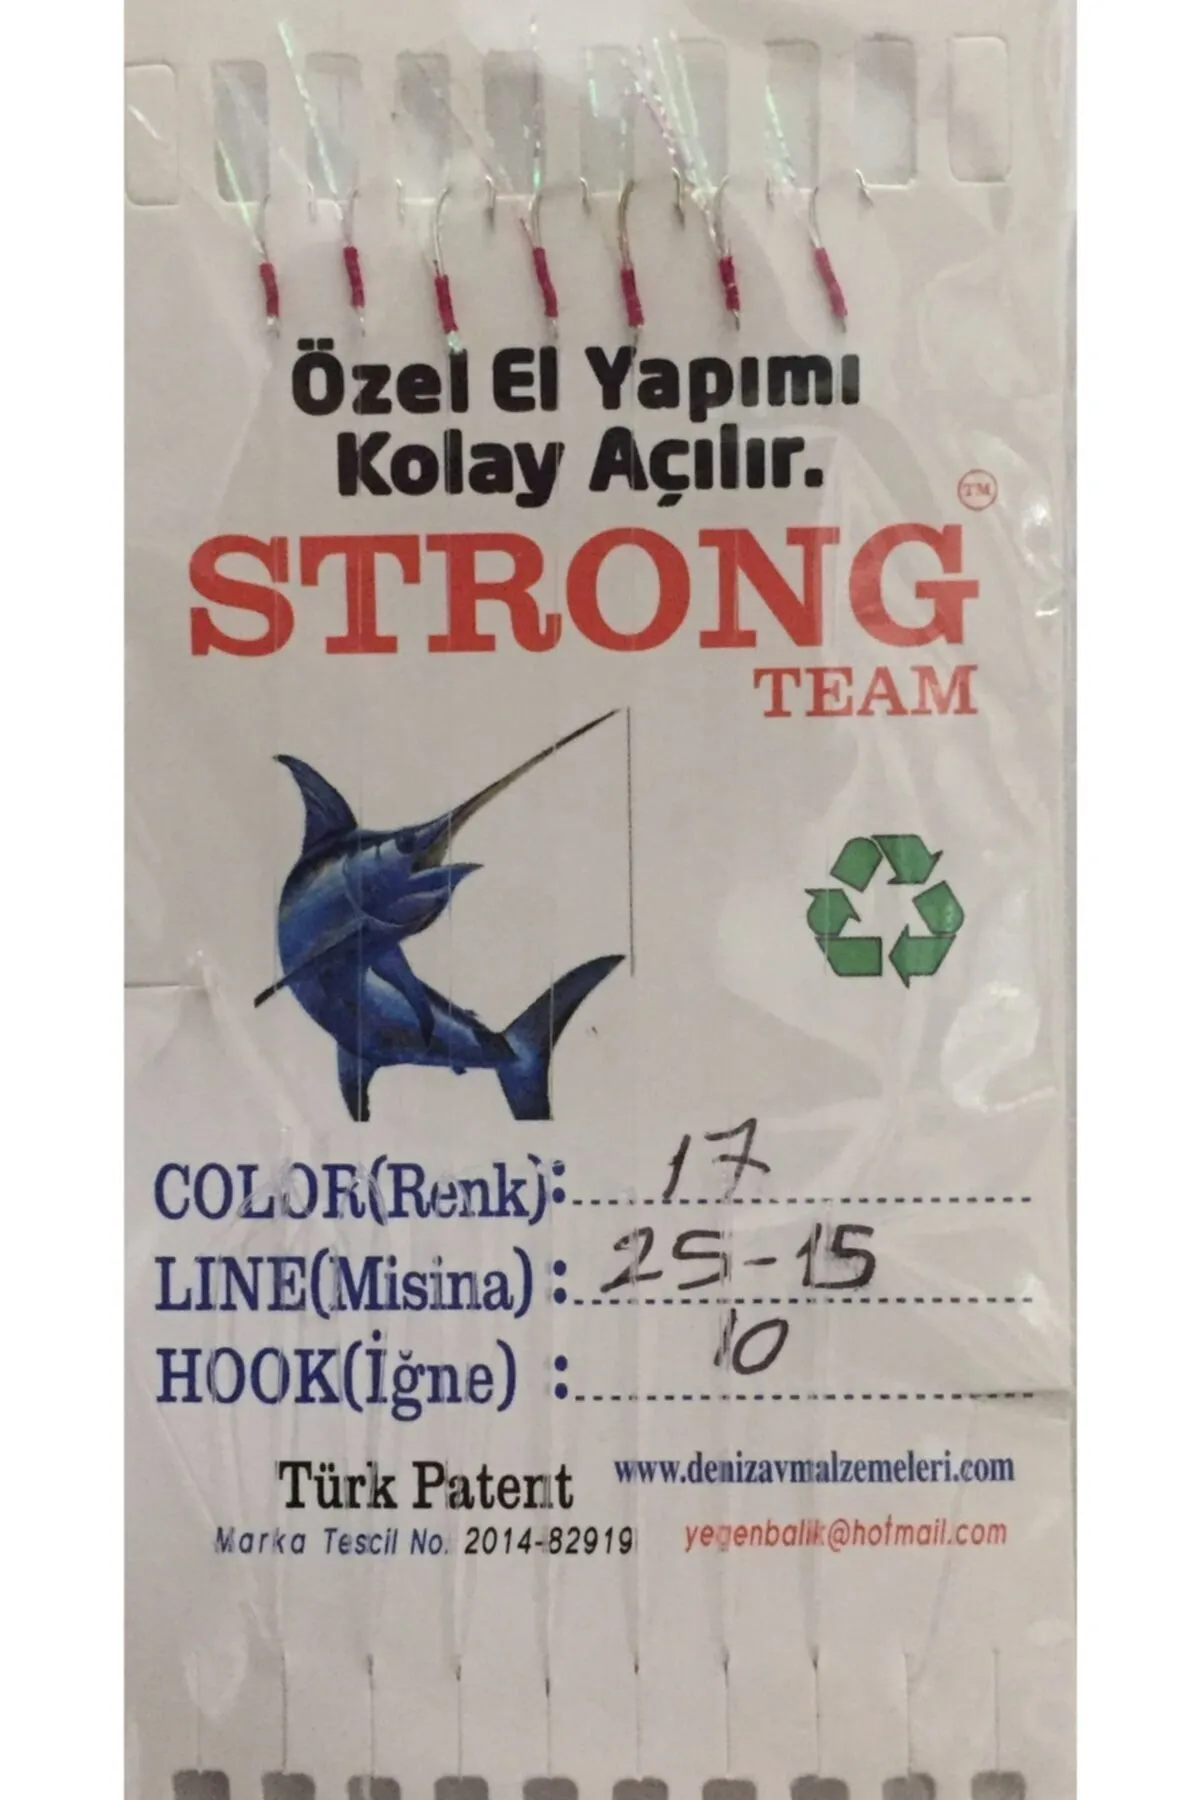 Özel El Yapımı
Kolay Açılır.
TM
STRONG
TEAM
COLOR(Renk): 17
LINE(Misina) : 25-15
HOOK(İğne) : 10
Türk Patent
www.denizavmalzemeleri.com
Marka Tescil No. 2014-82919
yegenbalik@hotmail.com